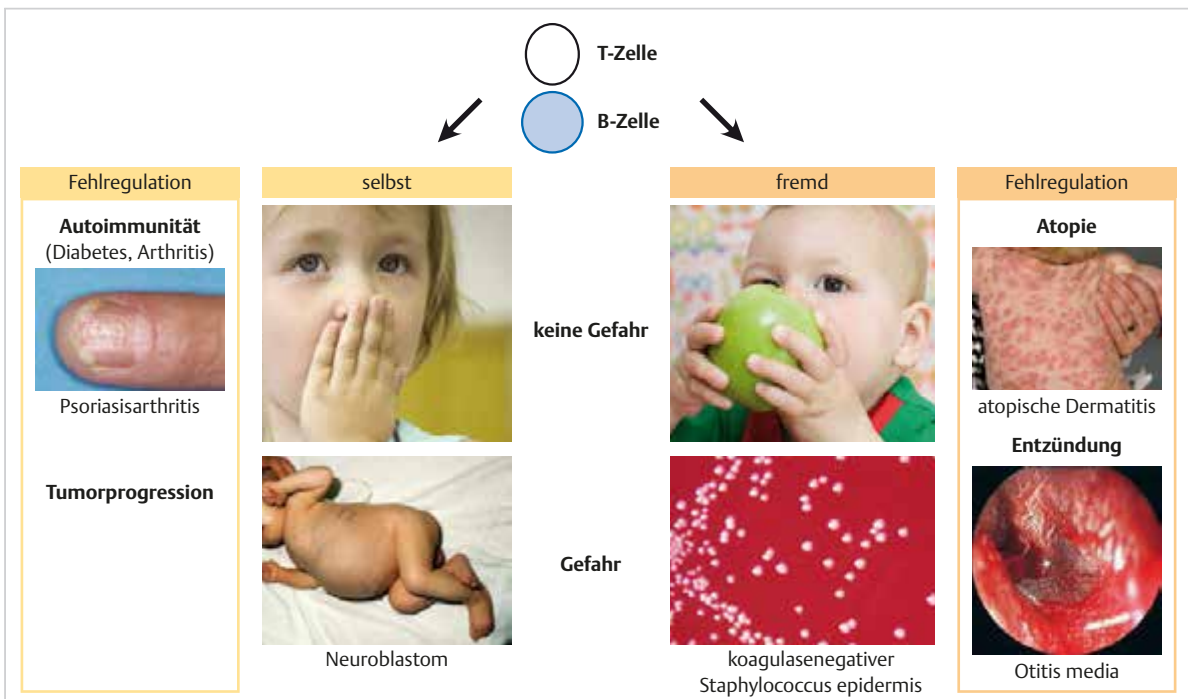 T-Zelle
B-Zelle
Fehlregulation
selbst
fremd
Fehlregulation
Autoimmunität
(Diabetes, Arthritis)
Psoriasisarthritis
Tumorprogression
keine Gefahr
Gefahr
Neuroblastom
koagulasenegativer
Staphylococcus epidermis
Atopie
atopische Dermatitis
Entzündung
Otitis media